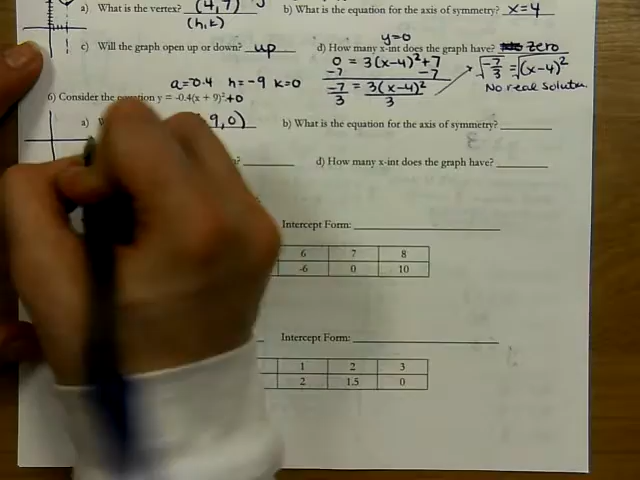 a) What is the vertex? (4,7)
(h,k)
b) What is the equation for the axis of symmetry? x=4
c) Will the graph open up or down? up
y=0
d) How many x-int does the graph have? zero
0 = 3(x-4)²+7
-7 -7
-7/3 = 3(x-4)²/3
√-7/3 = √(x-4)²
No real
a=-0.4 h=-9 k=0
6) Consider the equation y = -0.4(x + 9)²+0
a) 9,0)
b) What is the equation for the axis of symmetry?
d) How many x-int does the graph have?
Intercept Form:
6 7 8
-6 0 10
Intercept Form:
1 2 3
2 1.5 0